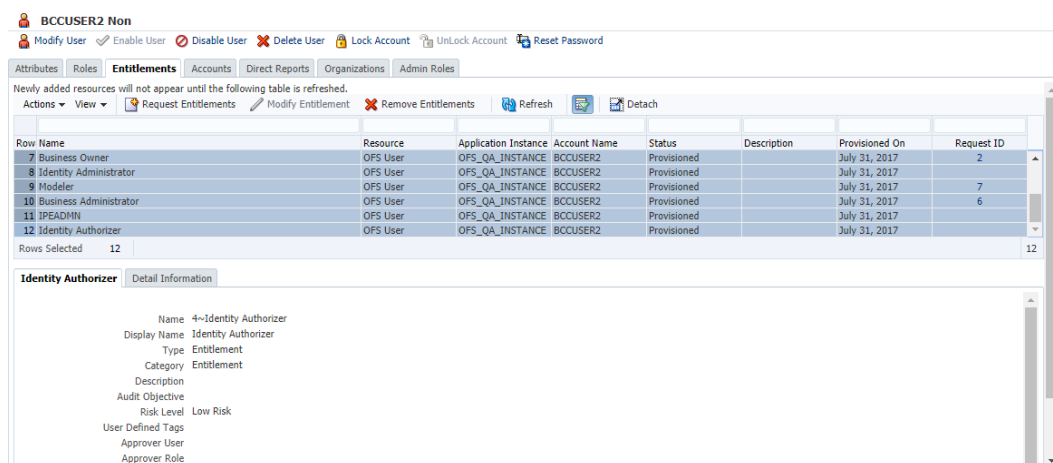 BCCUSER2 Non
Modify User Enable User Disable User Delete User Lock Account UnLock Account Reset Password
Attributes Roles Entitlements Accounts Direct Reports Organizations Admin Roles
Newly added resources will not appear until the following table is refreshed.
Actions View Request Entitlements Modify Entitlement Remove Entitlements Refresh Detach
Row Name Resource Application Instance Account Name Status Description Provisioned On Request ID
7 Business Owner OFS User OFS_QA_INSTANCE BCCUSER2 Provisioned July 31, 2017 2
8 Identity Administrator OFS User OFS_QA_INSTANCE BCCUSER2 Provisioned July 31, 2017
9 Modeler OFS User OFS_QA_INSTANCE BCCUSER2 Provisioned July 31, 2017 7
10 Business Administrator OFS User OFS_QA_INSTANCE BCCUSER2 Provisioned July 31, 2017 6
11 IPEADMN OFS User OFS_QA_INSTANCE BCCUSER2 Provisioned July 31, 2017
12 Identity Authorizer OFS User OFS_QA_INSTANCE BCCUSER2 Provisioned July 31, 2017
Rows Selected 12 12
Identity Authorizer Detail Information
Name 4~Identity Authorizer
Display Name Identity Authorizer
Type Entitlement
Category Entitlement
Description
Audit Objective
Risk Level Low Risk
User Defined Tags
Approver User
Approver Role